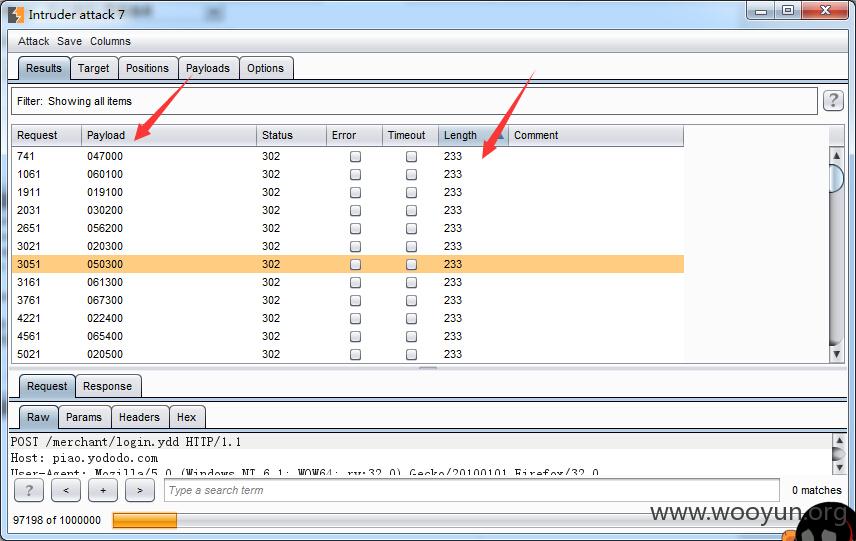 Intruder attack 7
Attack Save Columns
Results Target Positions Payloads Options
Filter: Showing all items ?
Request Payload Status Error Timeout Length Comment
741 047000 302 233
1061 060100 302 233
1911 019100 302 233
2031 030200 302 233
2651 056200 302 233
3021 020300 302 233
3051 050300 302 233
3161 061300 302 233
3761 067300 302 233
4221 022400 302 233
4561 065400 302 233
5021 020500 302 233
Request Response
Raw Params Headers Hex
POST /merchant/login.ydd HTTP/1.1
Host: piao.yododo.com
User-Agent: Mozilla/5.0 (Windows NT 6.1; WOW64; rv:32.0) Gecko/20100101 Firefox/32.0
? < + > Type a search term 0 matches
97198 of 1000000
www.wooyun.org